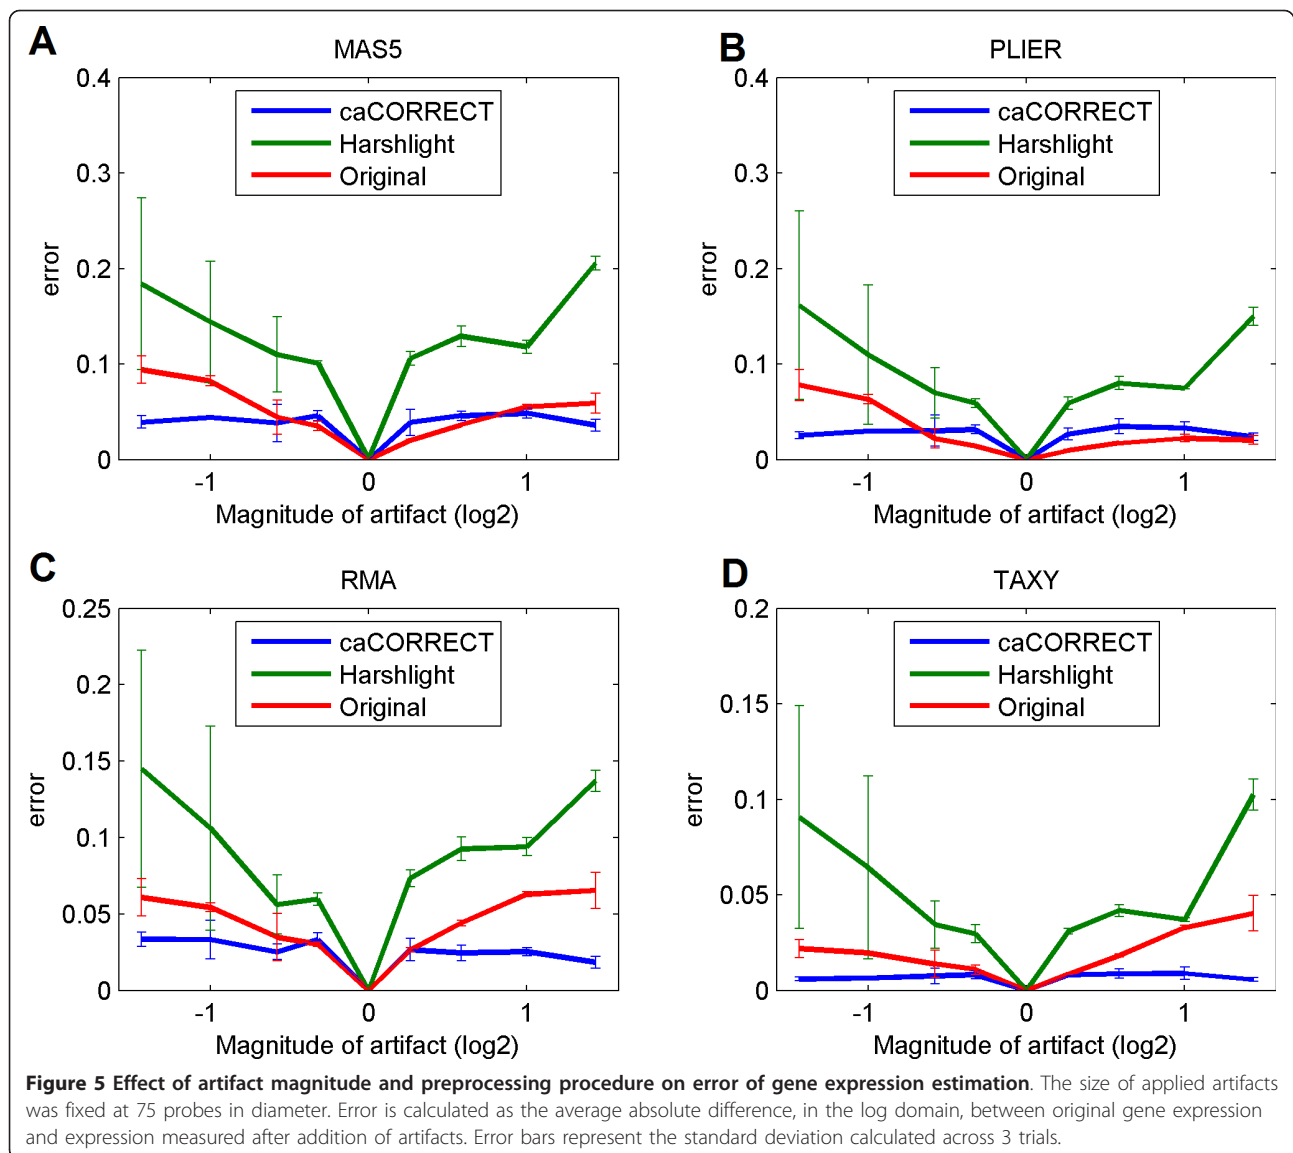 A
MAS5
0.4
0.3
0.2
0.1
0
error
caCORRECT
Harshlight
Original
-1
0
1
Magnitude of artifact (log2)
B
PLIER
0.4
0.3
0.2
0.1
0
error
caCORRECT
Harshlight
Original
-1
0
1
Magnitude of artifact (log2)
C
RMA
0.25
0.2
0.15
0.1
0.05
0
error
caCORRECT
Harshlight
Original
-1
0
1
Magnitude of artifact (log2)
D
TAXY
0.2
0.15
0.1
0.05
0
error
caCORRECT
Harshlight
Original
-1
0
1
Magnitude of artifact (log2)
Figure 5 Effect of artifact magnitude and preprocessing procedure on error of gene expression estimation. The size of applied artifacts
was fixed at 75 probes in diameter. Error is calculated as the average absolute difference, in the log domain, between original gene expression
and expression measured after addition of artifacts. Error bars represent the standard deviation calculated across 3 trials.